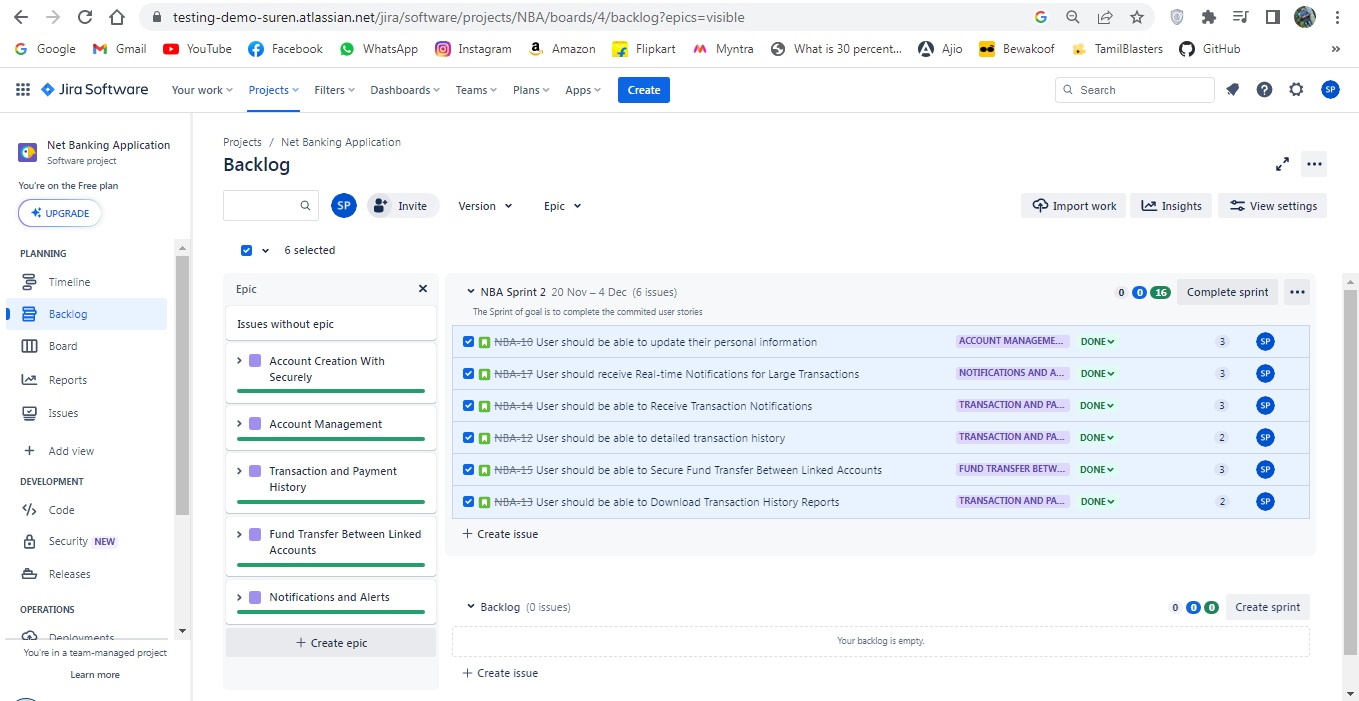 testing-demo-suren.atlassian.net/jira/software/projects/NBA/boards/4/backlog?epics=visible
Google Gmail YouTube Facebook WhatsApp Instagram Amazon Flipkart Myntra What is 30 percent... Ajio Bewakoof TamilBlasters GitHub »
Jira Software Your work Projects Filters Dashboards Teams Plans Apps Create Search SP
Net Banking Application
Software project
You're on the Free plan
UPGRADE
PLANNING
Timeline
Backlog
Board
Reports
Issues
Add view
DEVELOPMENT
Code
Security NEW
Releases
OPERATIONS
Deployments
You're in a team-managed project
Learn more
Projects / Net Banking Application
Backlog
SP Invite Version Epic Import work Insights View settings
6 selected
Epic
Issues without epic
Account Creation With
Securely
Account Management
Transaction and Payment
History
Fund Transfer Between Linked
Accounts
Notifications and Alerts
+ Create epic
NBA Sprint 2 20 Nov – 4 Dec (6 issues) 0 0 16 Complete sprint
The Sprint of goal is to complete the commited user stories
NBA-10 User should be able to update their personal information ACCOUNT MANAGEME... DONE 3 SP
NBA-17 User should receive Real-time Notifications for Large Transactions NOTIFICATIONS AND A... DONE 3 SP
NBA-14 User should be able to Receive Transaction Notifications TRANSACTION AND PA... DONE 3 SP
NBA-12 User should be able to detailed transaction history TRANSACTION AND PA... DONE 2 SP
NBA-15 User should be able to Secure Fund Transfer Between Linked Accounts FUND TRANSFER BETW... DONE 3 SP
NBA-13 User should be able to Download Transaction History Reports TRANSACTION AND PA... DONE 2 SP
+ Create issue
Backlog (0 issues) 0 0 0 Create sprint
Your backlog is empty.
+ Create issue